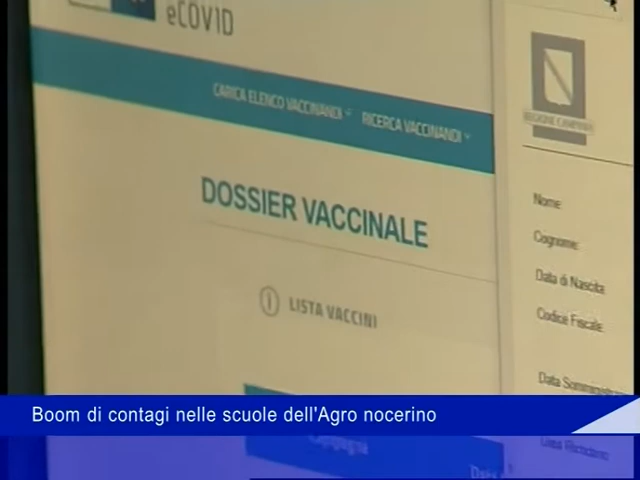 eCOVID
CARICA ELENCO VACCINANDI RICERCA VACCINANDI
DOSSIER VACCINALE
LISTA VACCINI
REGIONE CAMPANIA
Nome
Cognome
Data di Nascita
Codice Fiscale
Boom di contagi nelle scuole dell'Agro nocerino
Campagna